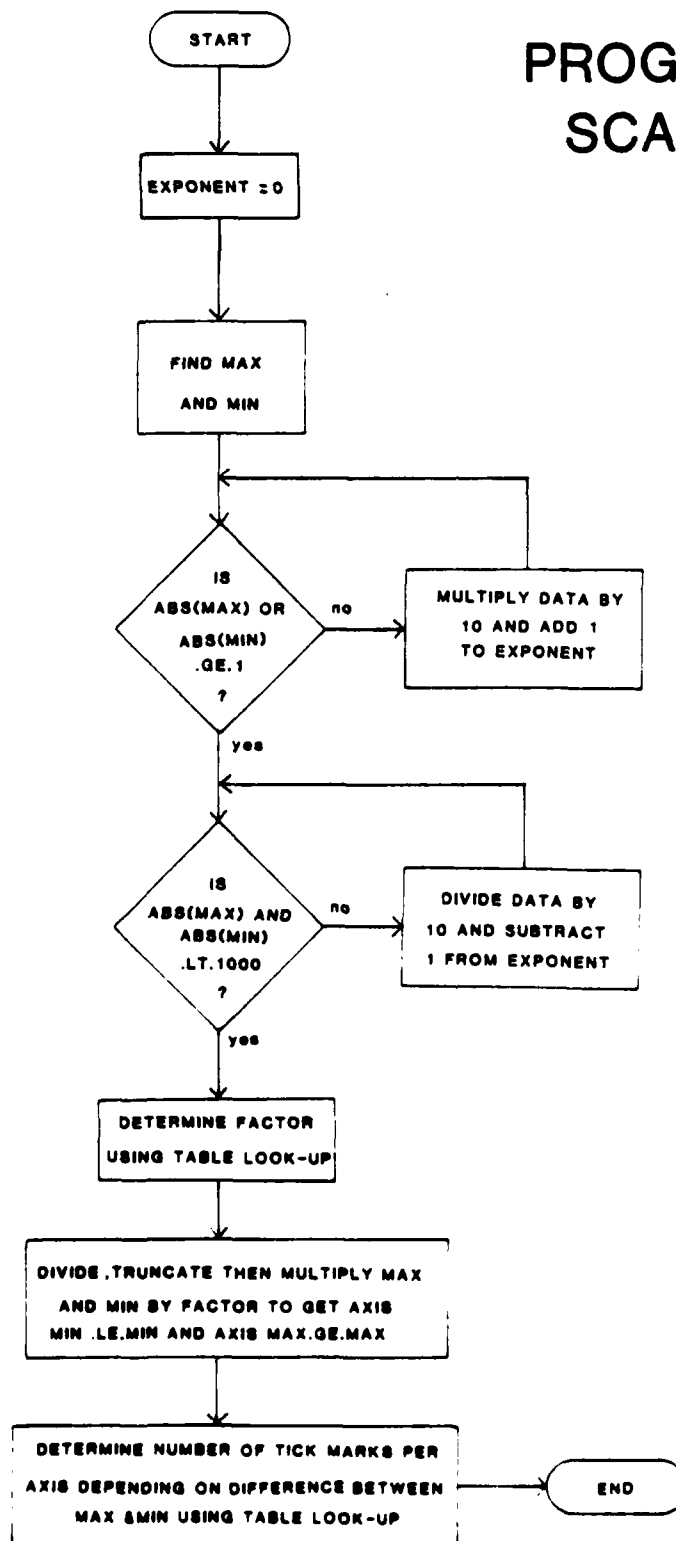 START
PROG
SCA
EXPONENT = 0
FIND MAX
AND MIN
IS
ABS(MAX) OR
ABS(MIN)
.GE.1
?
no
MULTIPLY DATA BY
10 AND ADD 1
TO EXPONENT
yes
IS
ABS(MAX) AND
ABS(MIN)
.LT.1000
?
no
DIVIDE DATA BY
10 AND SUBTRACT
1 FROM EXPONENT
yes
DETERMINE FACTOR
USING TABLE LOOK-UP
DIVIDE, TRUNCATE THEN MULTIPLY MAX
AND MIN BY FACTOR TO GET AXIS
MIN .LE.MIN AND AXIS MAX.GE.MAX
DETERMINE NUMBER OF TICK MARKS PER
AXIS DEPENDING ON DIFFERENCE BETWEEN
MAX &MIN USING TABLE LOOK-UP
END